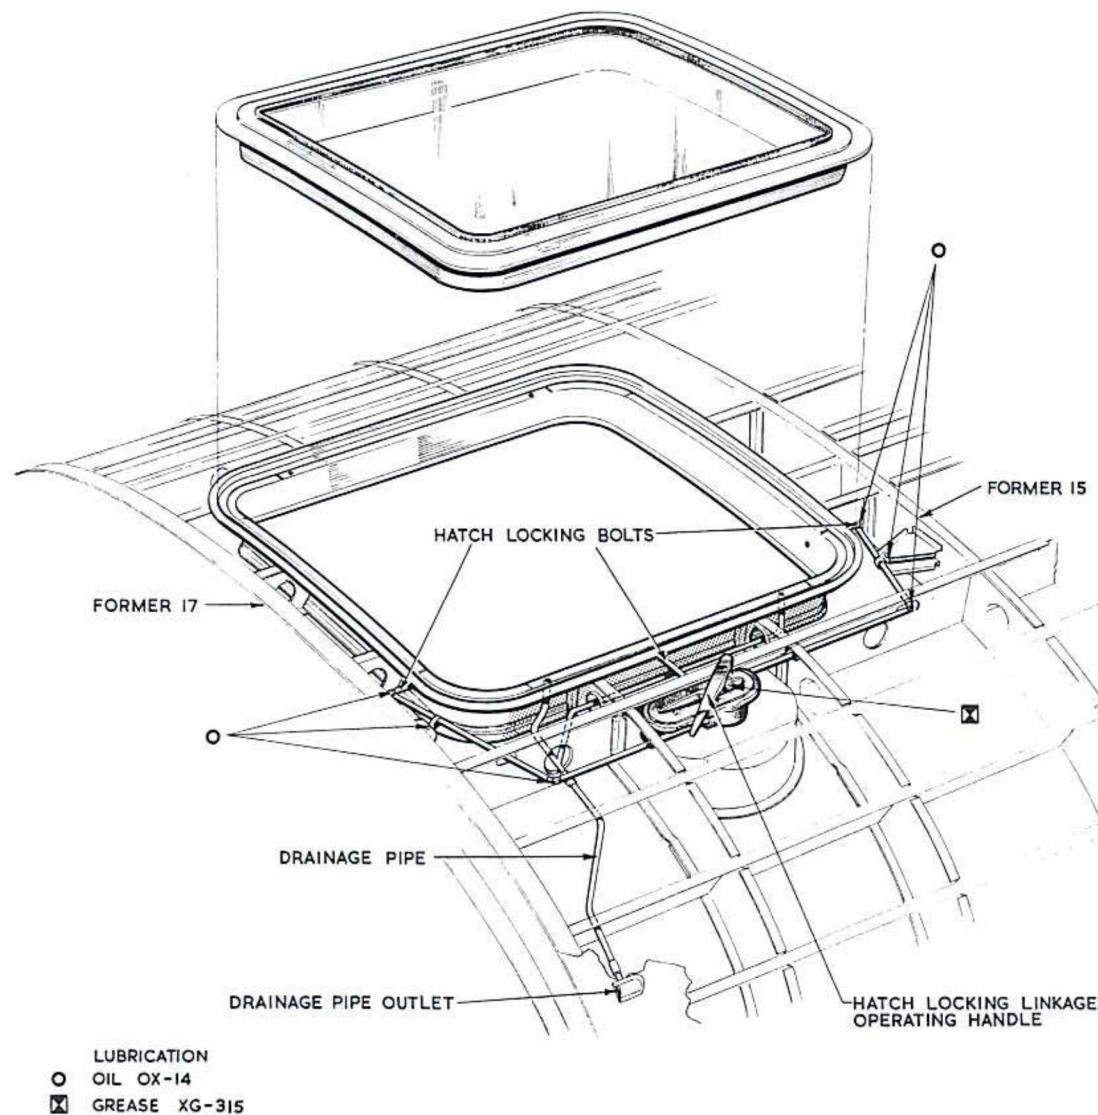 FORMER 15
HATCH LOCKING BOLTS
FORMER 17
DRAINAGE PIPE
DRAINAGE PIPE OUTLET
HATCH LOCKING LINKAGE
OPERATING HANDLE
LUBRICATION
OIL OX-14
GREASE XG-315